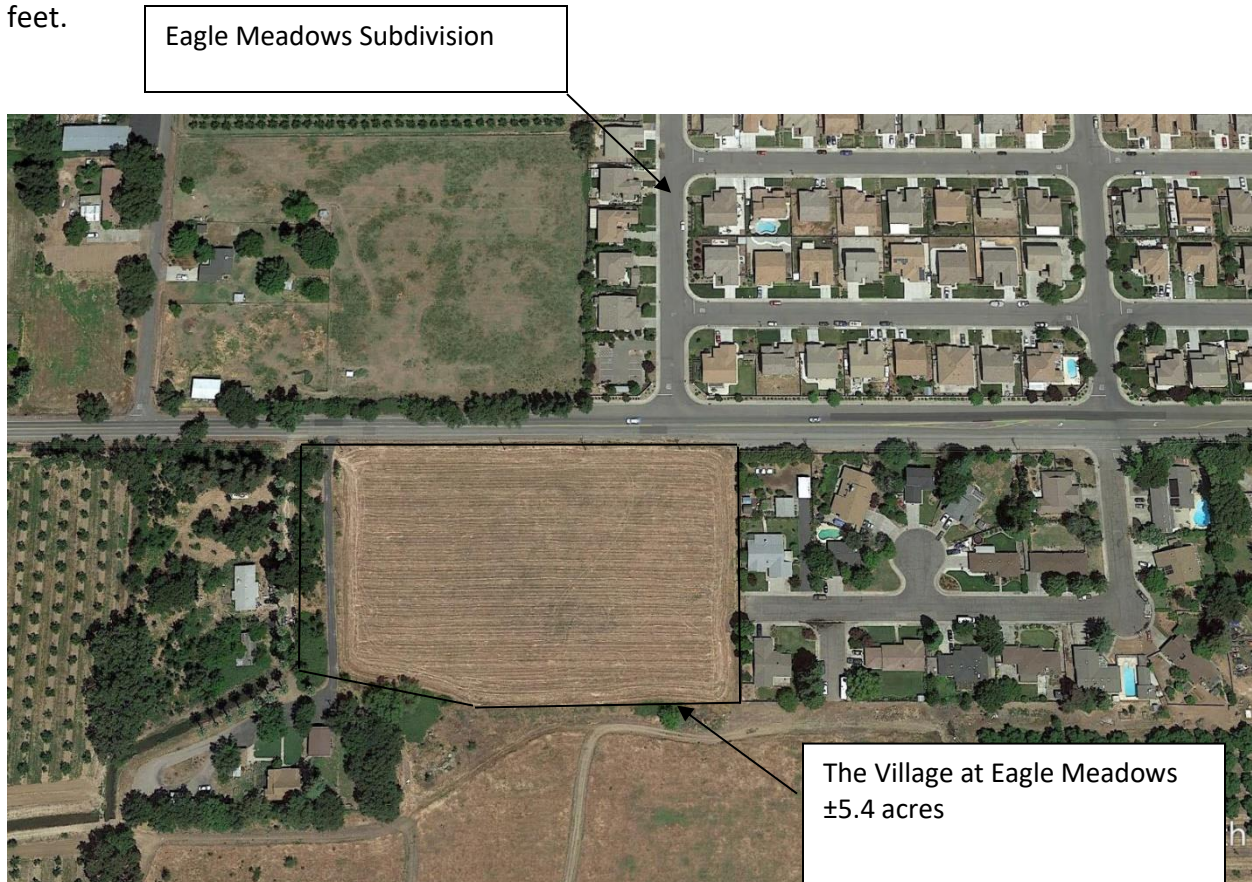 feet.
Eagle Meadows Subdivision
The Village at Eagle Meadows
±5.4 acres
h